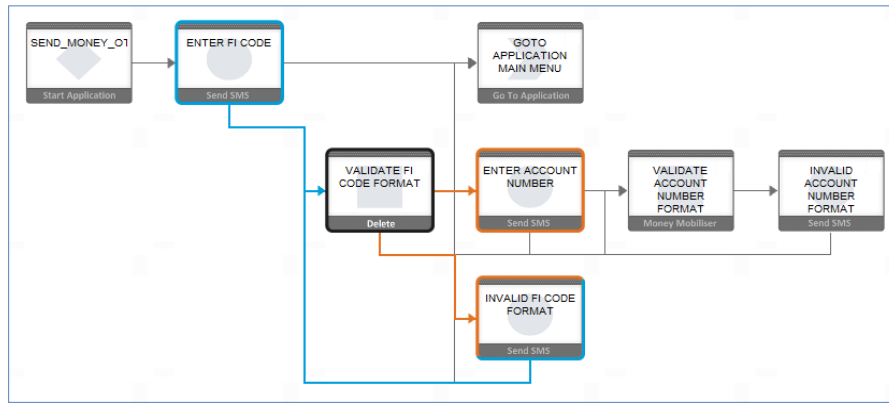 SEND_MONEY_OT
Start Application
ENTER FI CODE
Send SMS
GOTO
APPLICATION
MAIN MENU
Go To Application
VALIDATE FI
CODE FORMAT
Delete
ENTER ACCOUNT
NUMBER
Send SMS
VALIDATE
ACCOUNT
NUMBER
FORMAT
Money Mobiliser
INVALID
ACCOUNT
NUMBER
FORMAT
Send SMS
INVALID FI CODE
FORMAT
Send SMS